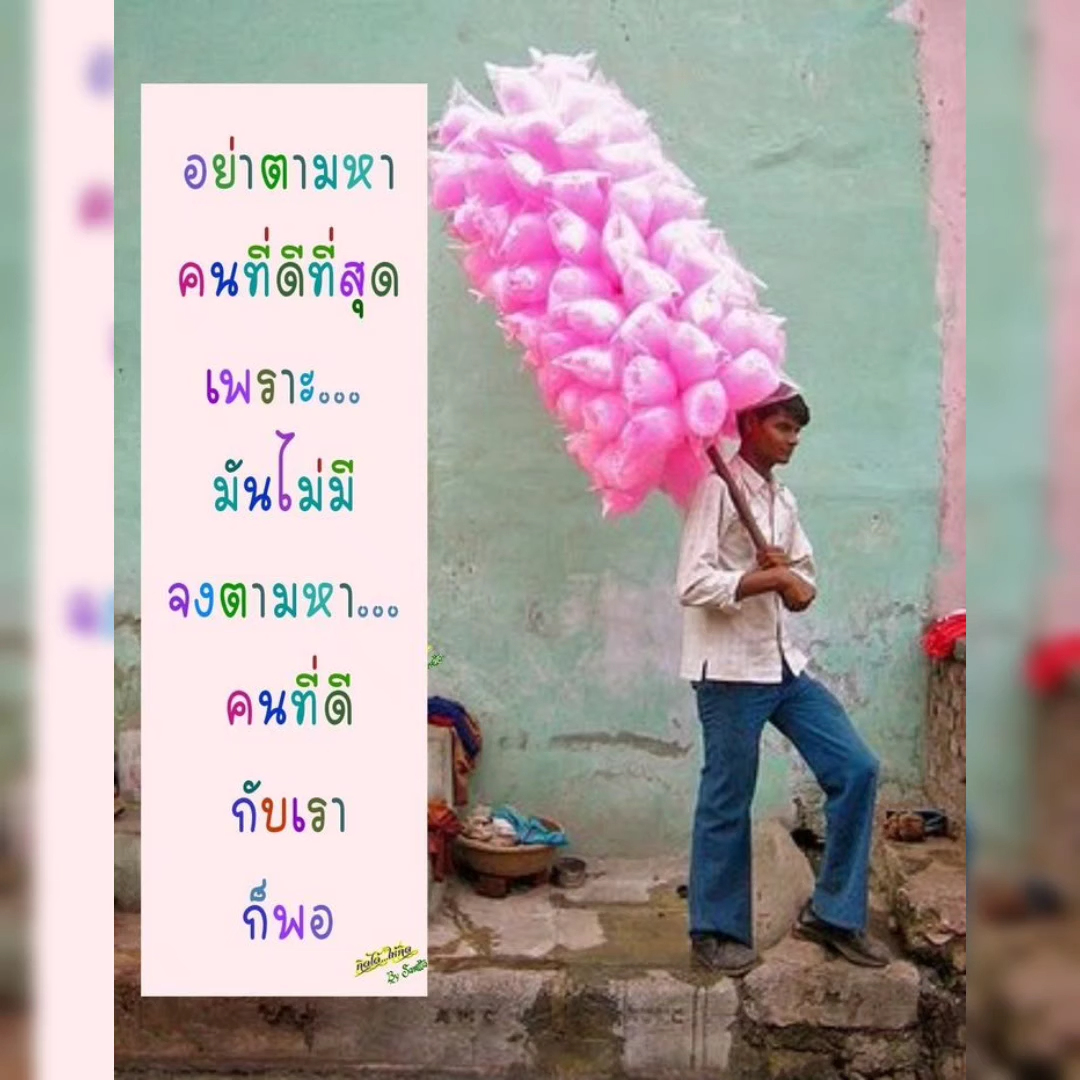 อย่าตามหา
คนที่ดีที่สุด
เพราะ...
มันไม่มี
จงตามหา...
คนที่ดี
กับเรา
ก็พอ